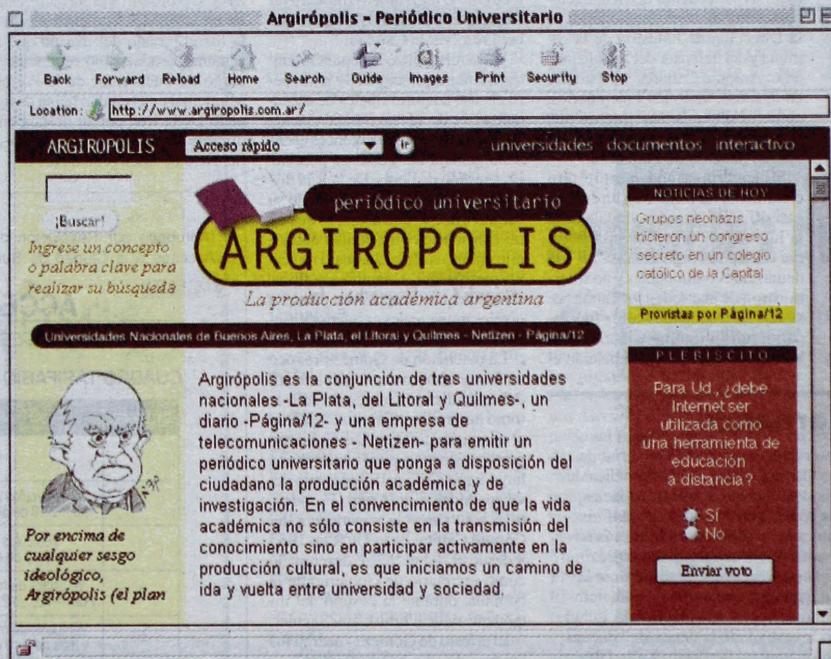 Argirópolis - Periódico Universitario
Back Forward Reload Home Search Guide Images Print Security Stop
Location: http://www.argiropolis.com.ar/
ARGIROPOLIS Acceso rápido ir universidades documentos interactivo
¡Buscar!
Ingrese un concepto
o palabra clave para
realizar su búsqueda
Por encima de
cualquier sesgo
ideológico,
Argirópolis (el plan
periódico universitario
ARGIROPOLIS
La producción académica argentina
Universidades Nacionales de Buenos Aires, La Plata, el Litoral y Quilmes - Netizen - Página/12
Argirópolis es la conjunción de tres universidades
nacionales -La Plata, del Litoral y Quilmes-, un
diario -Página/12- y una empresa de
telecomunicaciones - Netizen- para emitir un
periódico universitario que ponga a disposición del
ciudadano la producción académica y de
investigación. En el convencimiento de que la vida
académica no sólo consiste en la transmisión del
conocimiento sino en participar activamente en la
producción cultural, es que iniciamos un camino de
ida y vuelta entre universidad y sociedad.
NOTICIAS DE HOY
Grupos neonazis
hicieron un congreso
secreto en un colegio
católico de la Capital
Provistas por Página/12
PLEBISCITO
Para Ud., ¿debe
Internet ser
utilizada como
una herramienta de
educación
a distancia?
Sí
No
Enviar voto